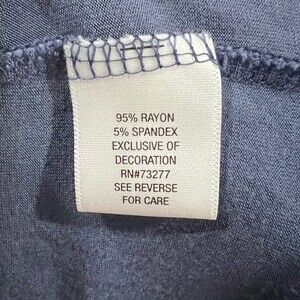 95% RAYON
5% SPANDEX
EXCLUSIVE OF
DECORATION
RN#73277
SEE REVERSE
FOR CARE